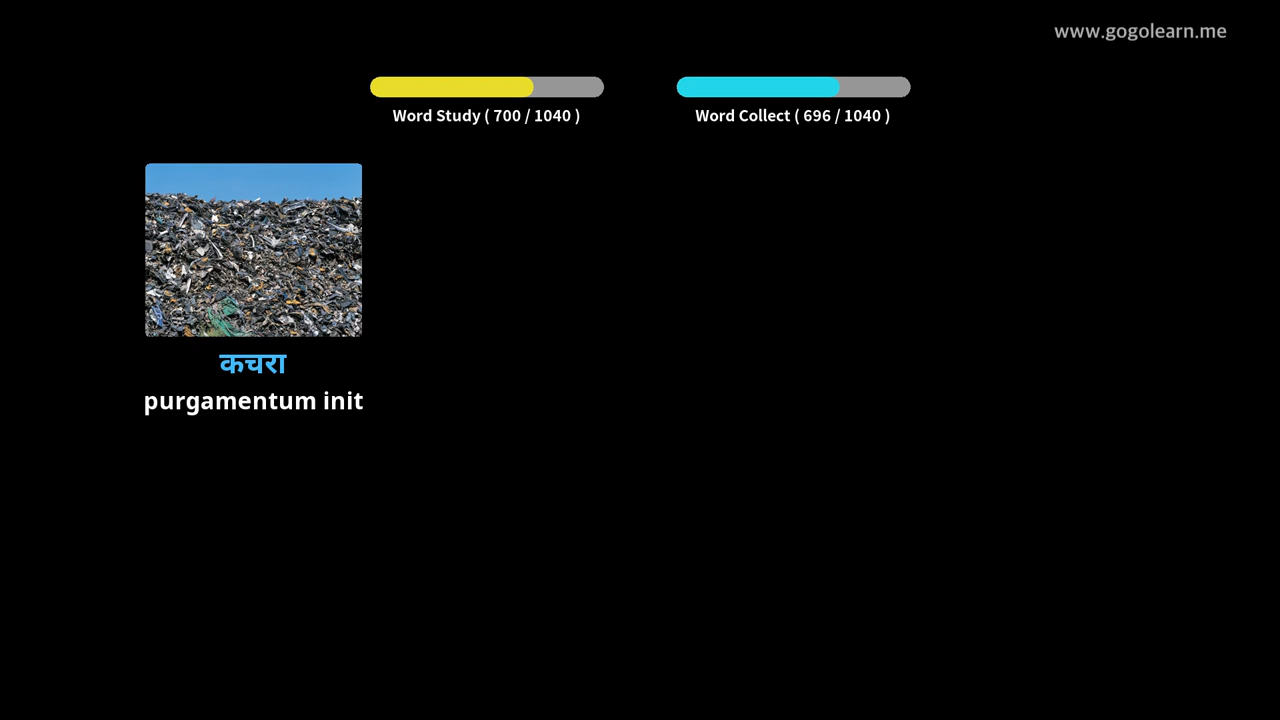 www.gogolearn.me
Word Study ( 700 / 1040 )
Word Collect ( 696 / 1040 )
कचरा
purgamentum init